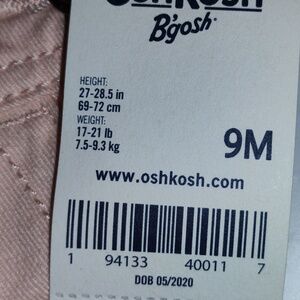 OshKosh
B'gosh
HEIGHT:
27-28.5 in
69-72 cm
WEIGHT:
17-21 lb
7.5-9.3 kg
9M
www.oshkosh.com
1 94133 40011 7
DOB 05/2020